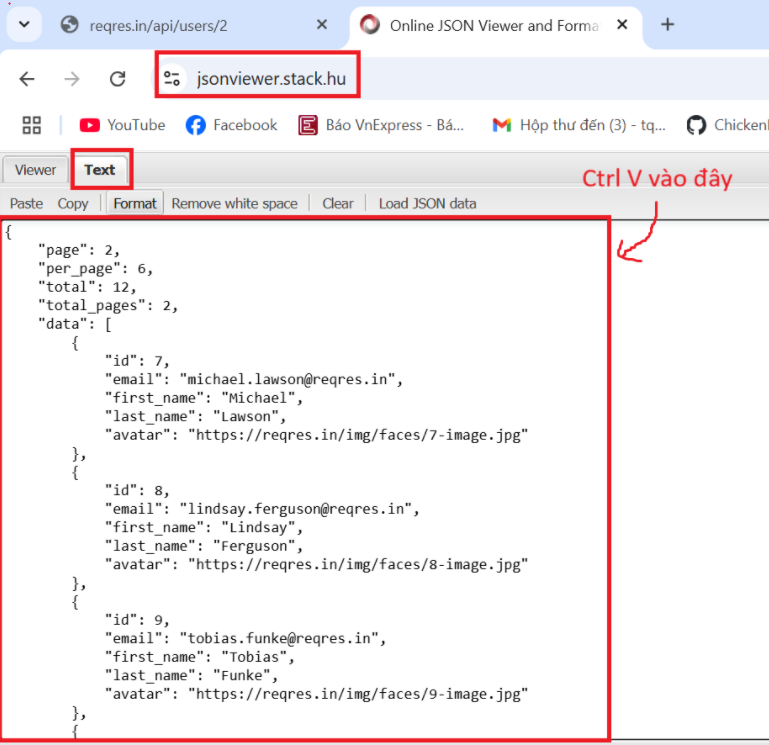 reqres.in/api/users/2
Online JSON Viewer and Forma
jsonviewer.stack.hu
YouTube Facebook Báo VnExpress - Bá... Hộp thư đến (3) - tq... Chicken
Viewer Text
Ctrl V vào đây
Paste Copy Format Remove white space Clear Load JSON data
{
    "page": 2,
    "per_page": 6,
    "total": 12,
    "total_pages": 2,
    "data": [
        {
            "id": 7,
            "email": "michael.lawson@reqres.in",
            "first_name": "Michael",
            "last_name": "Lawson",
            "avatar": "https://reqres.in/img/faces/7-image.jpg"
        },
        {
            "id": 8,
            "email": "lindsay.ferguson@reqres.in",
            "first_name": "Lindsay",
            "last_name": "Ferguson",
            "avatar": "https://reqres.in/img/faces/8-image.jpg"
        },
        {
            "id": 9,
            "email": "tobias.funke@reqres.in",
            "first_name": "Tobias",
            "last_name": "Funke",
            "avatar": "https://reqres.in/img/faces/9-image.jpg"
        },
        {